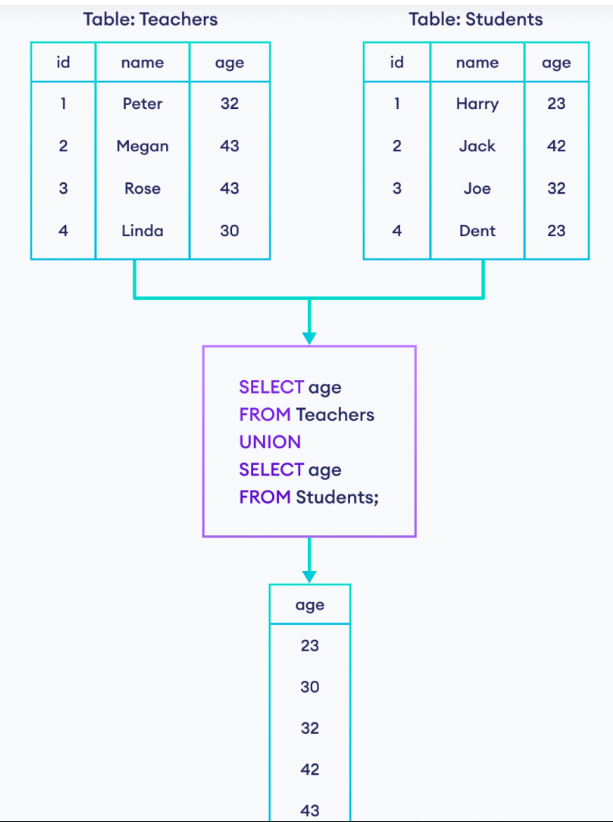 Table: Teachers
id name age
1 Peter 32
2 Megan 43
3 Rose 43
4 Linda 30
Table: Students
id name age
1 Harry 23
2 Jack 42
3 Joe 32
4 Dent 23
SELECT age
FROM Teachers
UNION
SELECT age
FROM Students;
age
23
30
32
42
43